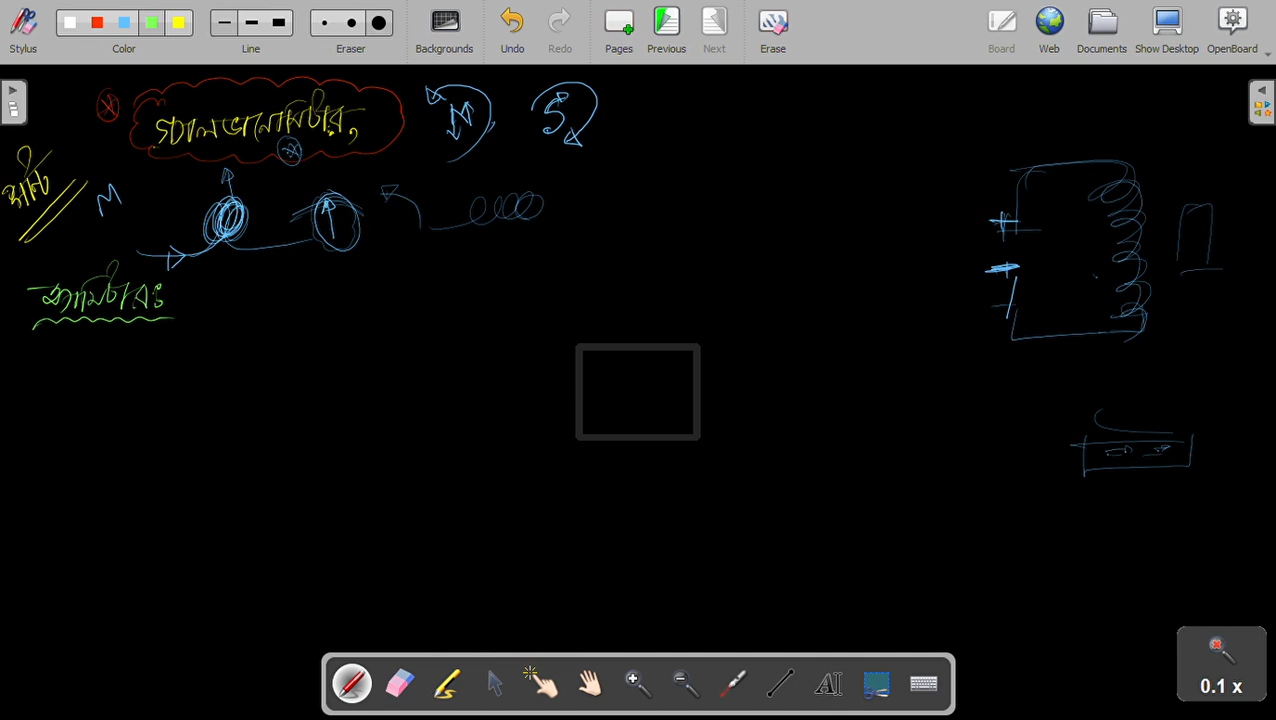 Stylus
Color
Line
Eraser
Backgrounds
Undo
Redo
Pages
Previous
Next
Erase
Board
Web
Documents
Show Desktop
OpenBoard
গ্যালভানোমিটার,
N
S
N
এ্যামিটারঃ
0.1 x